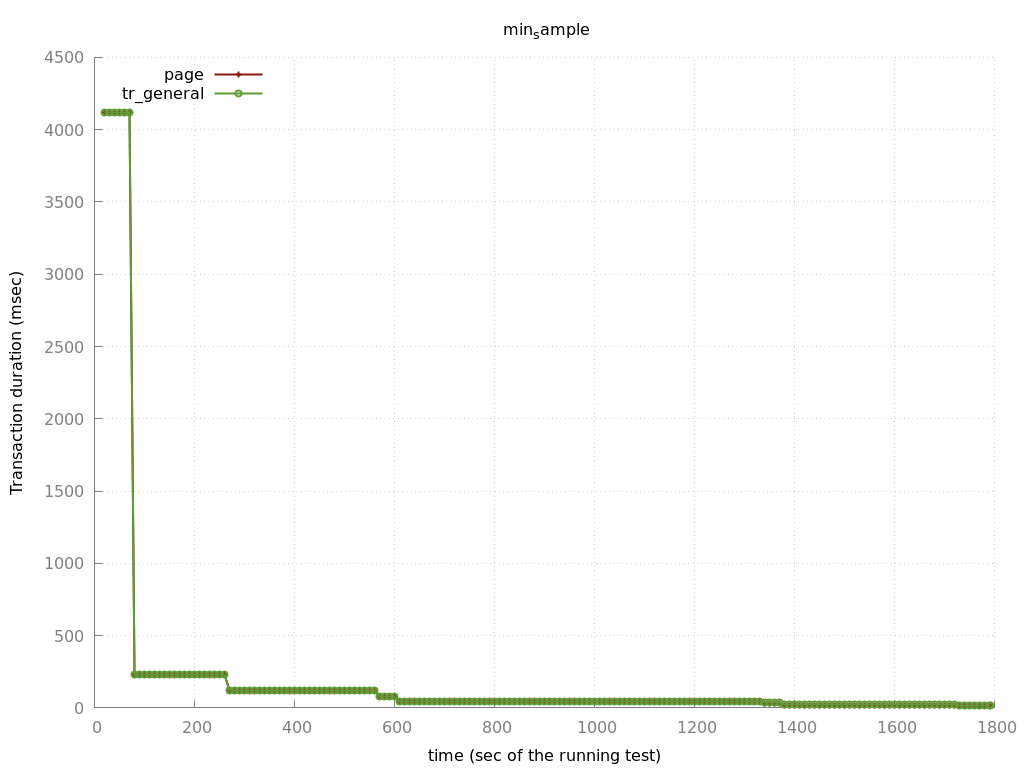 min_sample
page
tr_general
4500
4000
3500
3000
2500
2000
1500
1000
500
0
Transaction duration (msec)
0 200 400 600 800 1000 1200 1400 1600 1800
time (sec of the running test)